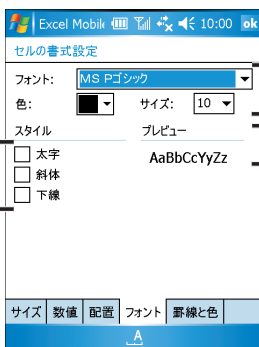 Excel Mobile 10:00 ok
セルの書式設定
フォント: MS Pゴシック
色: サイズ: 10
スタイル プレビュー
太字 AaBbCcYyZz
斜体
下線
サイズ 数値 配置 フォント 罫線と色
A